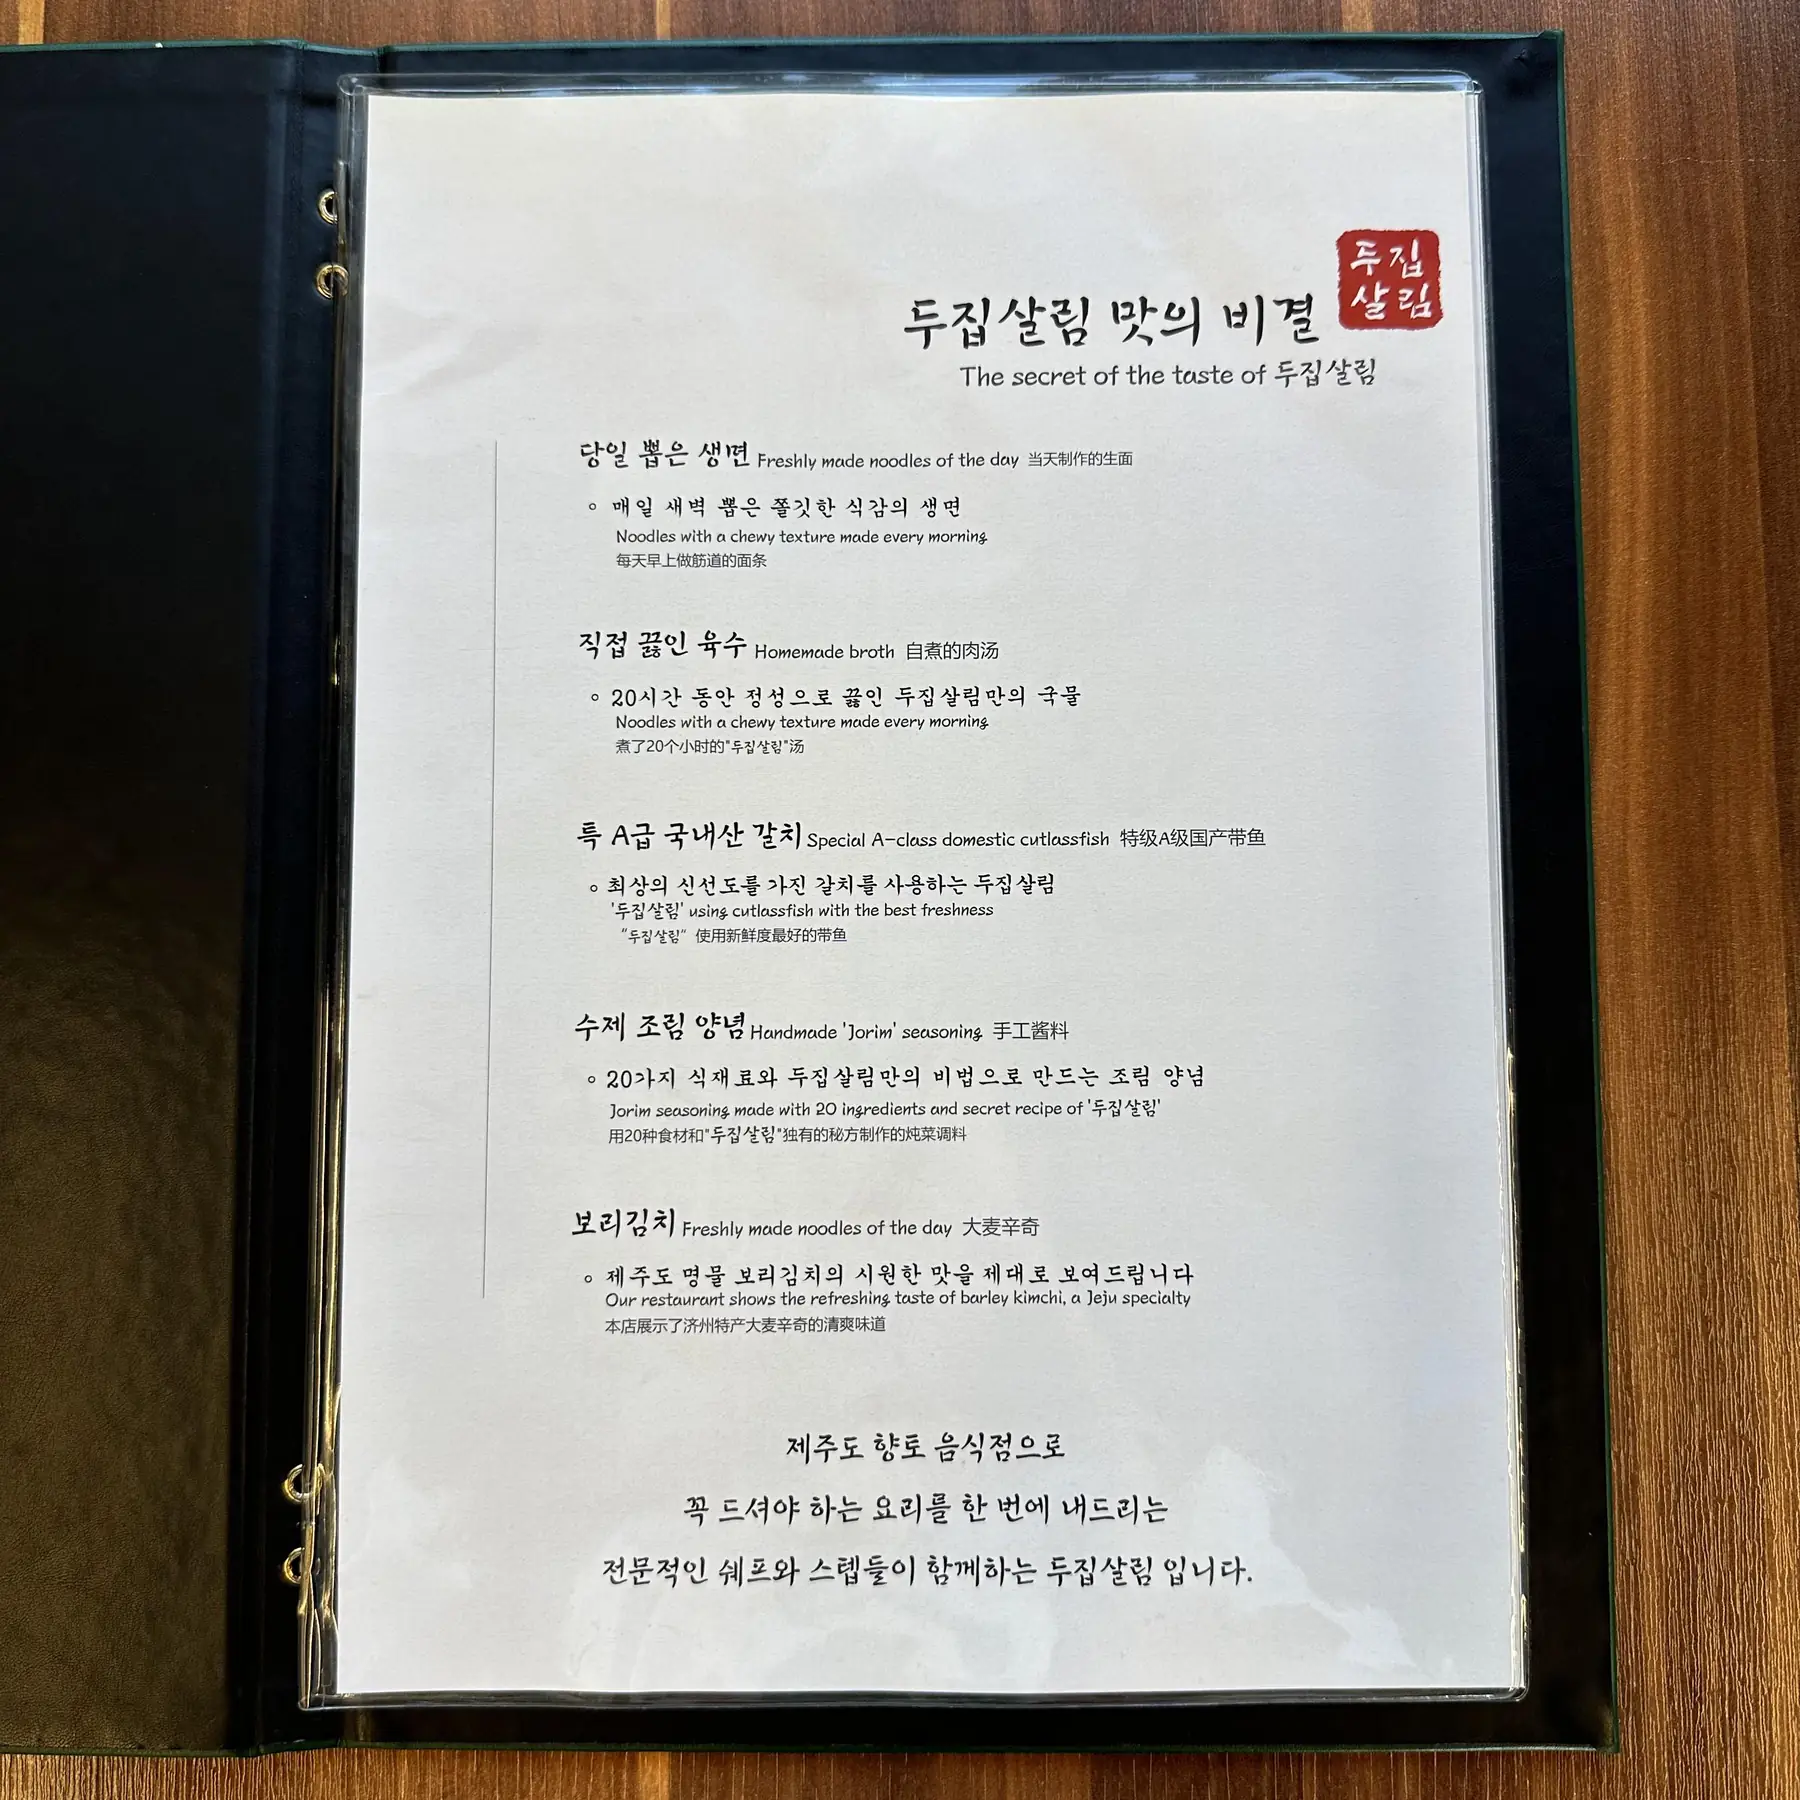 두집
살림
두집살림 맛의 비결
The secret of the taste of 두집살림
당일 뽑은 생면 Freshly made noodles of the day 当天制作的生面
◦ 매일 새벽 뽑은 쫄깃한 식감의 생면
Noodles with a chewy texture made every morning
每天早上做筋道的面条
직접 끓인 육수 Homemade broth 自煮的肉汤
◦ 20시간 동안 정성으로 끓인 두집살림만의 국물
Noodles with a chewy texture made every morning
煮了20个小时的"두집살림"汤
특 A급 국내산 갈치 Special A-class domestic cutlassfish 特级A级国产带鱼
◦ 최상의 신선도를 가진 갈치를 사용하는 두집살림
'두집살림' using cutlassfish with the best freshness
"두집살림" 使用新鲜度最好的带鱼
수제 조림 양념 Handmade 'Jorim' seasoning 手工酱料
◦ 20가지 식재료와 두집살림만의 비법으로 만드는 조림 양념
Jorim seasoning made with 20 ingredients and secret recipe of '두집살림'
用20种食材和"두집살림"独有的秘方制作的炖菜调料
보리김치 Freshly made noodles of the day 大麦辛奇
◦ 제주도 명물 보리김치의 시원한 맛을 제대로 보여드립니다
Our restaurant shows the refreshing taste of barley kimchi, a Jeju specialty
本店展示了济州特产大麦辛奇的清爽味道
제주도 향토 음식점으로
꼭 드셔야 하는 요리를 한 번에 내드리는
전문적인 쉐프와 스텝들이 함께하는 두집살림 입니다.